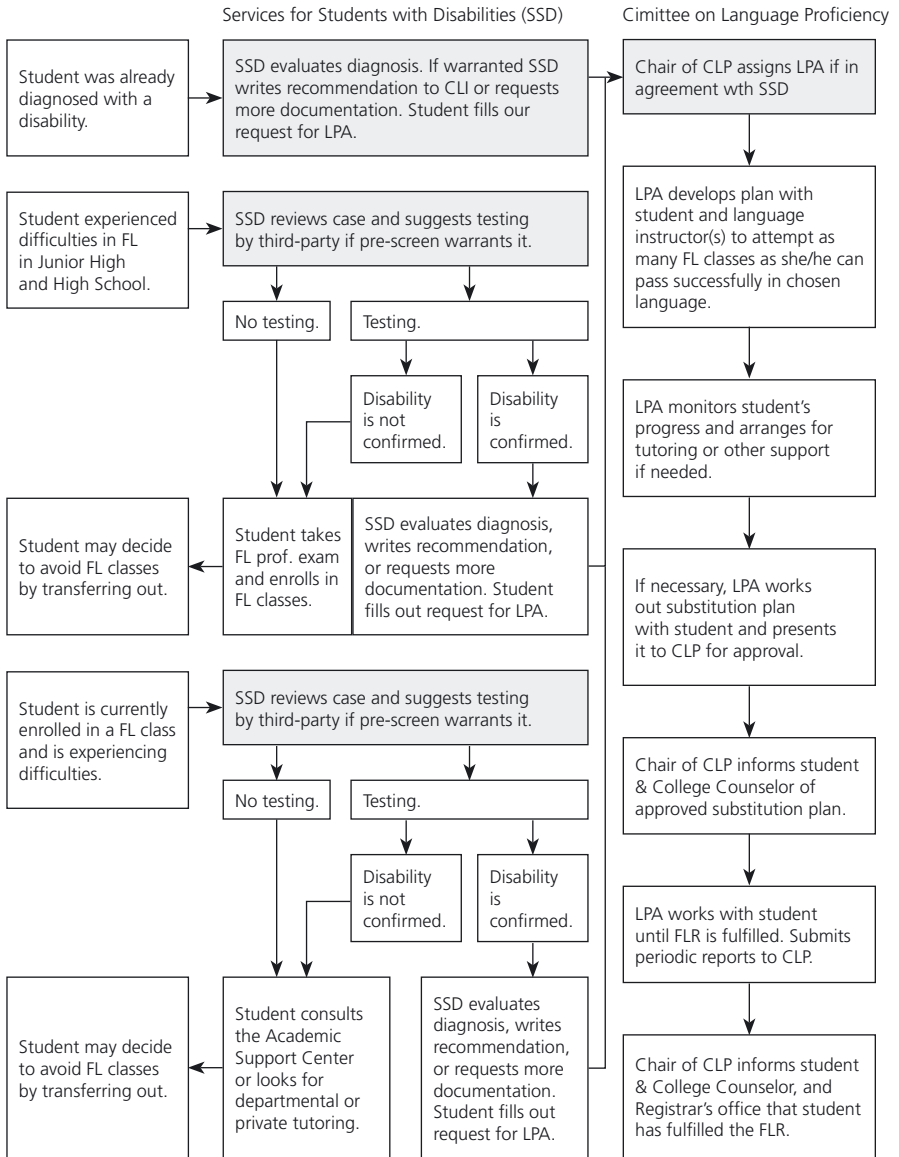 Services for Students with Disabilities (SSD)
Cimittee on Language Proficiency
Student was already
diagnosed with a
disability.
SSD evaluates diagnosis. If warranted SSD
writes recommendation to CLI or requests
more documentation. Student fills our
request for LPA.
Chair of CLP assigns LPA if in
agreement wth SSD
Student experienced
difficulties in FL
in Junior High
and High School.
SSD reviews case and suggests testing
by third-party if pre-screen warrants it.
No testing.
Testing.
Disability
is not
confirmed.
Disability
is
confirmed.
Student may decide
to avoid FL classes
by transferring out.
Student takes
FL prof. exam
and enrolls in
FL classes.
SSD evaluates diagnosis,
writes recommendation,
or requests more
documentation. Student
fills out request for LPA.
Student is currently
enrolled in a FL class
and is experiencing
difficulties.
SSD reviews case and suggests testing
by third-party if pre-screen warrants it.
No testing.
Testing.
Disability
is not
confirmed.
Disability
is
confirmed.
Student may decide
to avoid FL classes
by transferring out.
Student consults
the Academic
Support Center
or looks for
departmental or
private tutoring.
SSD evaluates
diagnosis, writes
recommendation,
or requests more
documentation.
Student fills out
request for LPA.
LPA develops plan with
student and language
instructor(s) to attempt as
many FL classes as she/he can
pass successfully in chosen
language.
LPA monitors student's
progress and arranges for
tutoring or other support
if needed.
If necessary, LPA works
out substitution plan
with student and presents
it to CLP for approval.
Chair of CLP informs student
& College Counselor of
approved substitution plan.
LPA works with student
until FLR is fulfilled. Submits
periodic reports to CLP.
Chair of CLP informs student
& College Counselor, and
Registrar's office that student
has fulfilled the FLR.